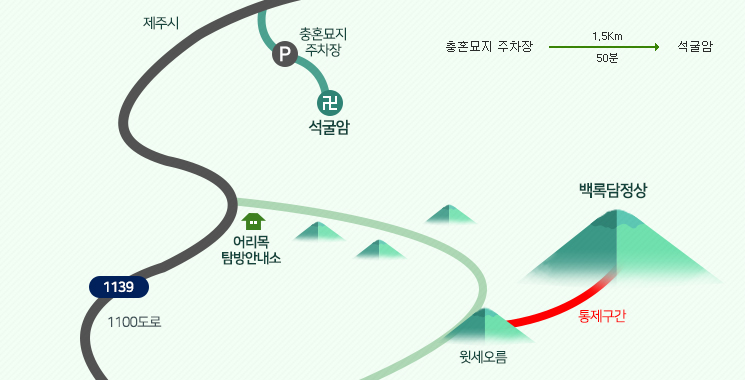 제주시
충혼묘지
주차장
P
석굴암
충혼묘지 주차장
1,5Km
50분
석굴암
백록담정상
어리목
탐방안내소
1139
1100도로
통제구간
윗세오름